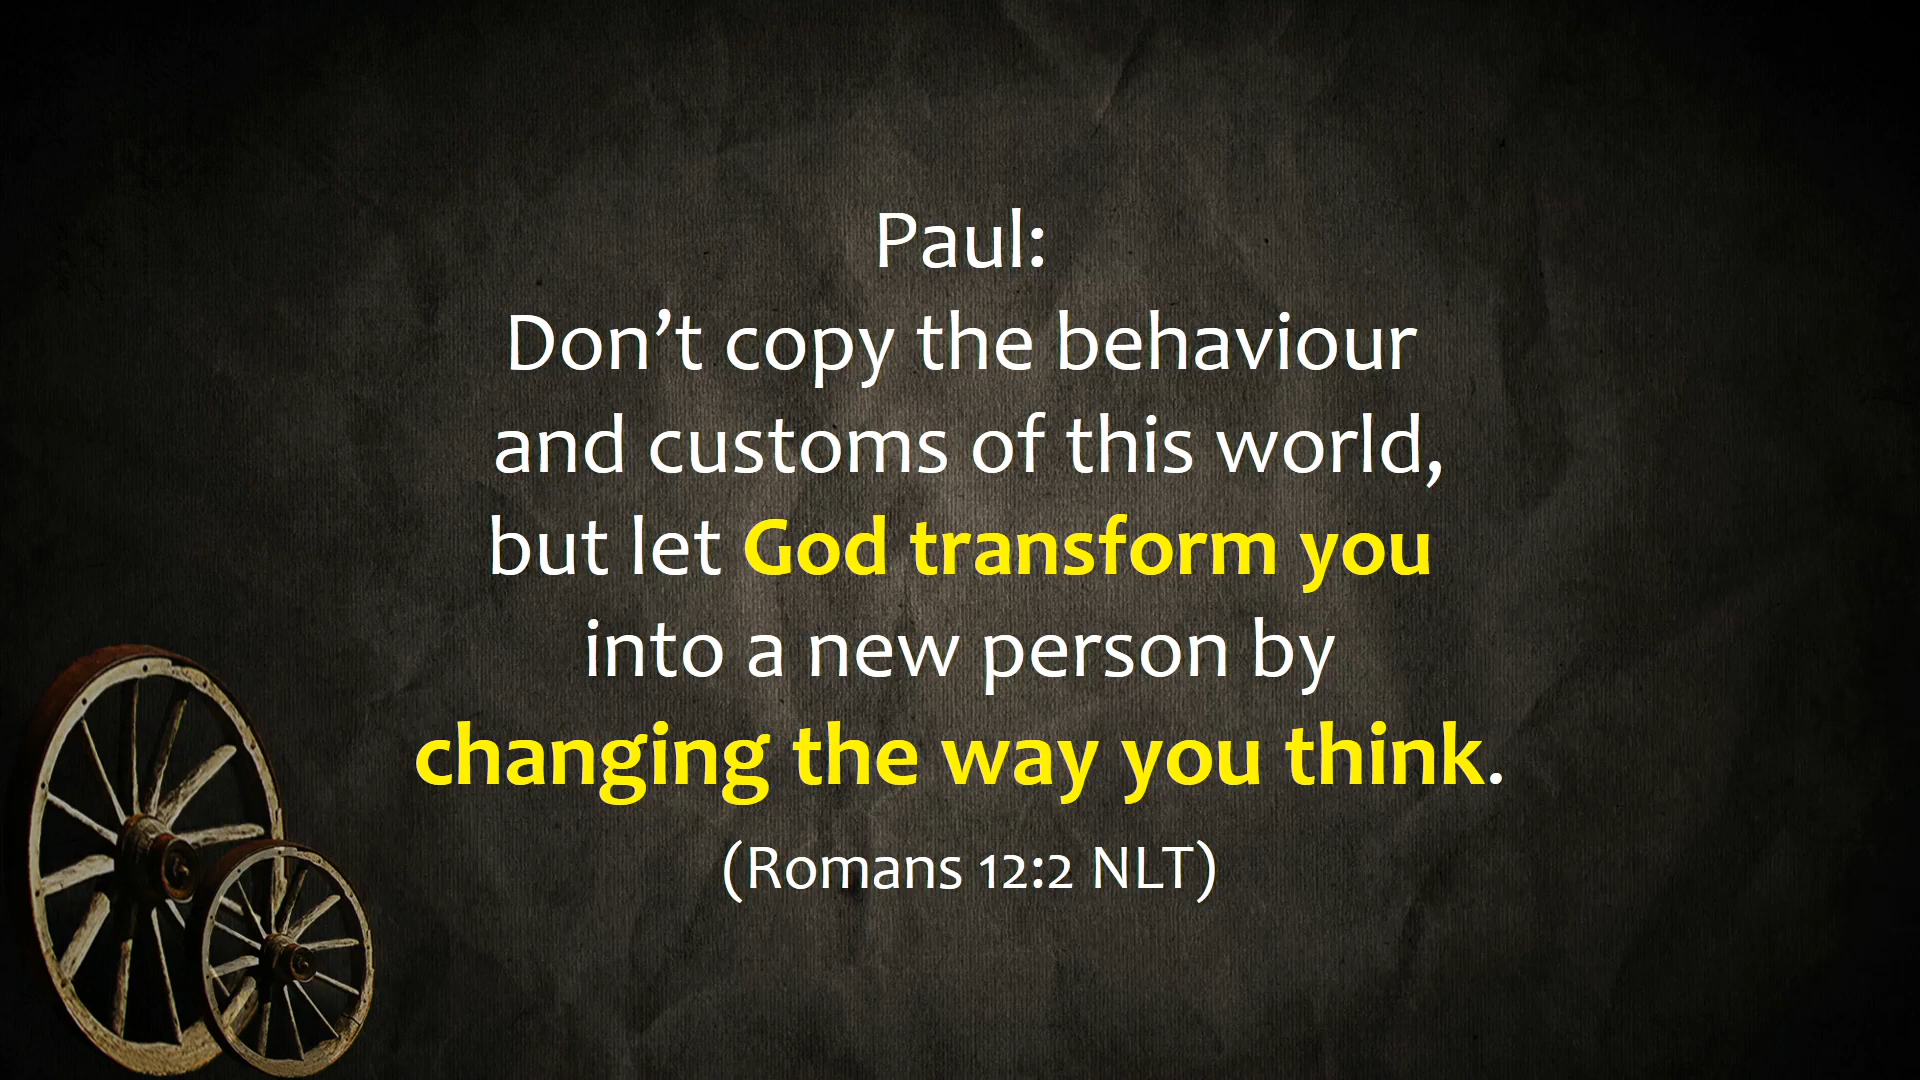 Paul:
Don’t copy the behaviour
and customs of this world,
but let God transform you
into a new person by
changing the way you think.
(Romans 12:2 NLT)